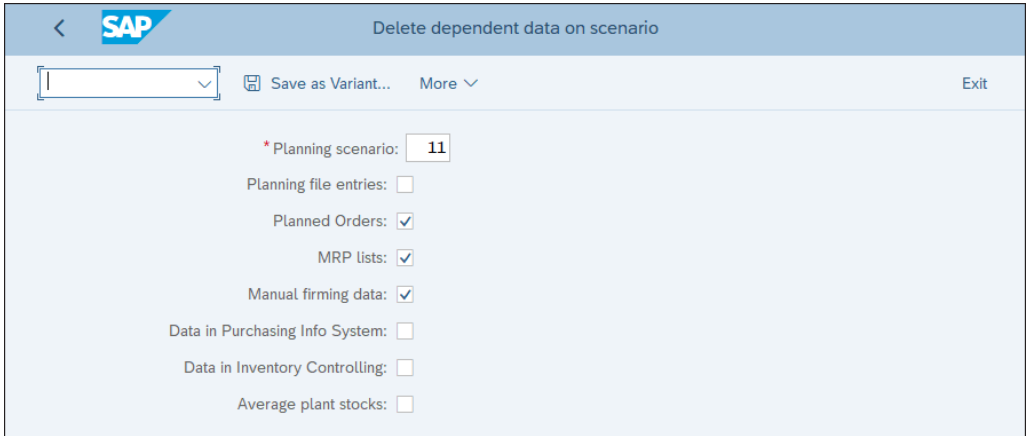 SAP Delete dependent data on scenario
Save as Variant... More Exit
*Planning scenario: 11
Planning file entries:
Planned Orders:
MRP lists:
Manual firming data:
Data in Purchasing Info System:
Data in Inventory Controlling:
Average plant stocks: